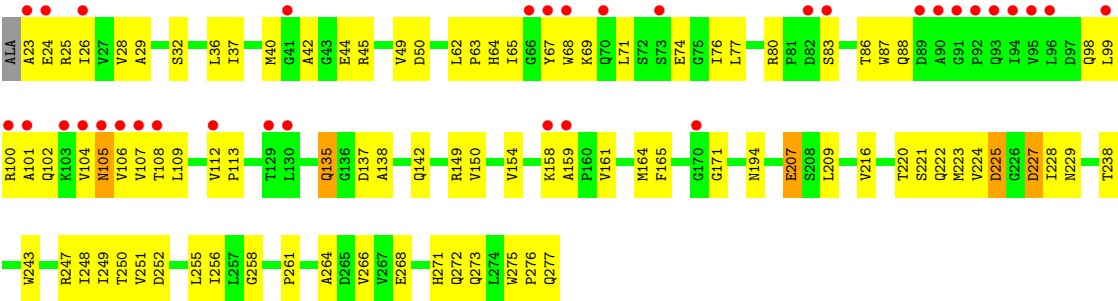 ALA A23 E24 R25 I26 V27 V28 A29 S32 L36 I37 M40 G41 A42 G43 E44 R45 V49 D50 L62 P63 H64 I65 G66 Y67 W68 K69 Q70 L71 S72 S73 E74 G75 I76 L77 R80 P81 D82 S83 T86 W87 Q88 D89 A90 G91 P92 Q93 I94 V95 L96 D97 Q98 L99
R100 A101 Q102 K103 Y104 N105 V106 V107 T108 L109 V112 P113 T129 L130 Q135 G136 D137 A138 Q142 R149 V150 V154 K158 A159 P160 V161 M164 F165 G170 G171 N194 E207 S208 L209 V216 T220 S221 Q222 M223 V224 D225 G226 D227 I228 N229 T238
W243 R247 I248 I249 T250 V251 D252 L255 I256 L257 G258 P261 A264 D265 V266 V267 E268 H271 Q272 Q273 L274 W275 P276 Q277